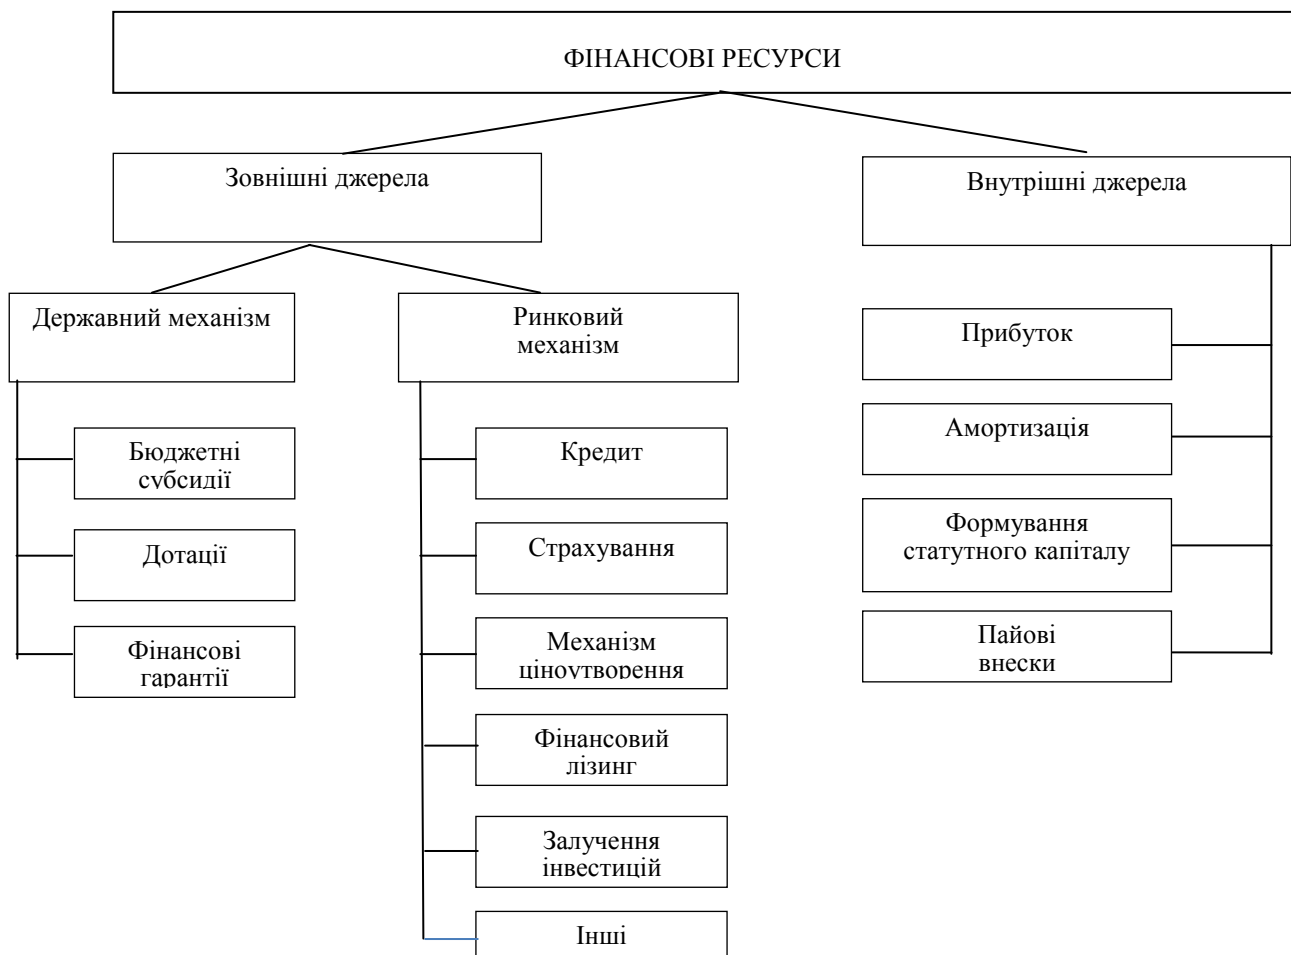 ФІНАНСОВІ РЕСУРСИ
Зовнішні джерела
Внутрішні джерела
Державний механізм
Ринковий
механізм
Бюджетні
субсидії
Дотації
Фінансові
гарантії
Кредит
Страхування
Механізм
ціноутворення
Фінансовий
лізинг
Залучення
інвестицій
Інші
Прибуток
Амортизація
Формування
статутного капіталу
Пайові
внески